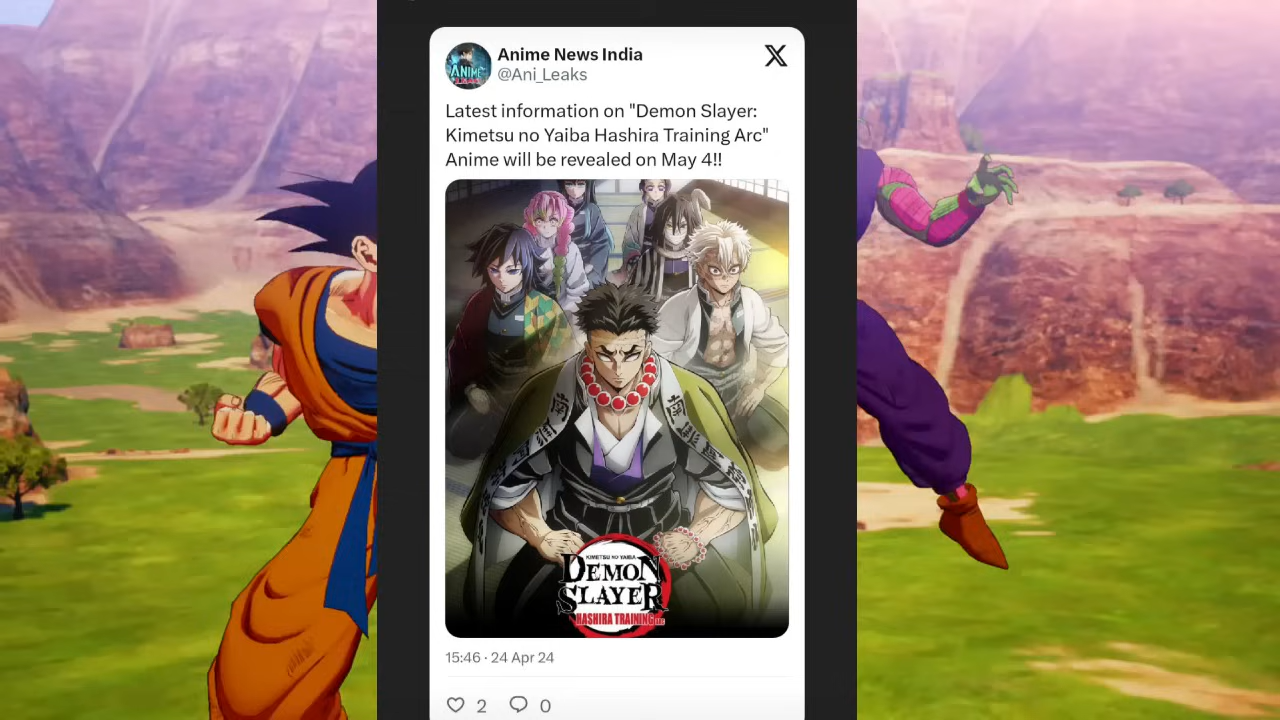 Anime News India
@Ani_Leaks
Latest information on "Demon Slayer:
Kimetsu no Yaiba Hashira Training Arc"
Anime will be revealed on May 4!!
KIMETSU NO YAIBA
DEMON
SLAYER
HASHIRA TRAINING ARC
15:46 · 24 Apr 24
2
0